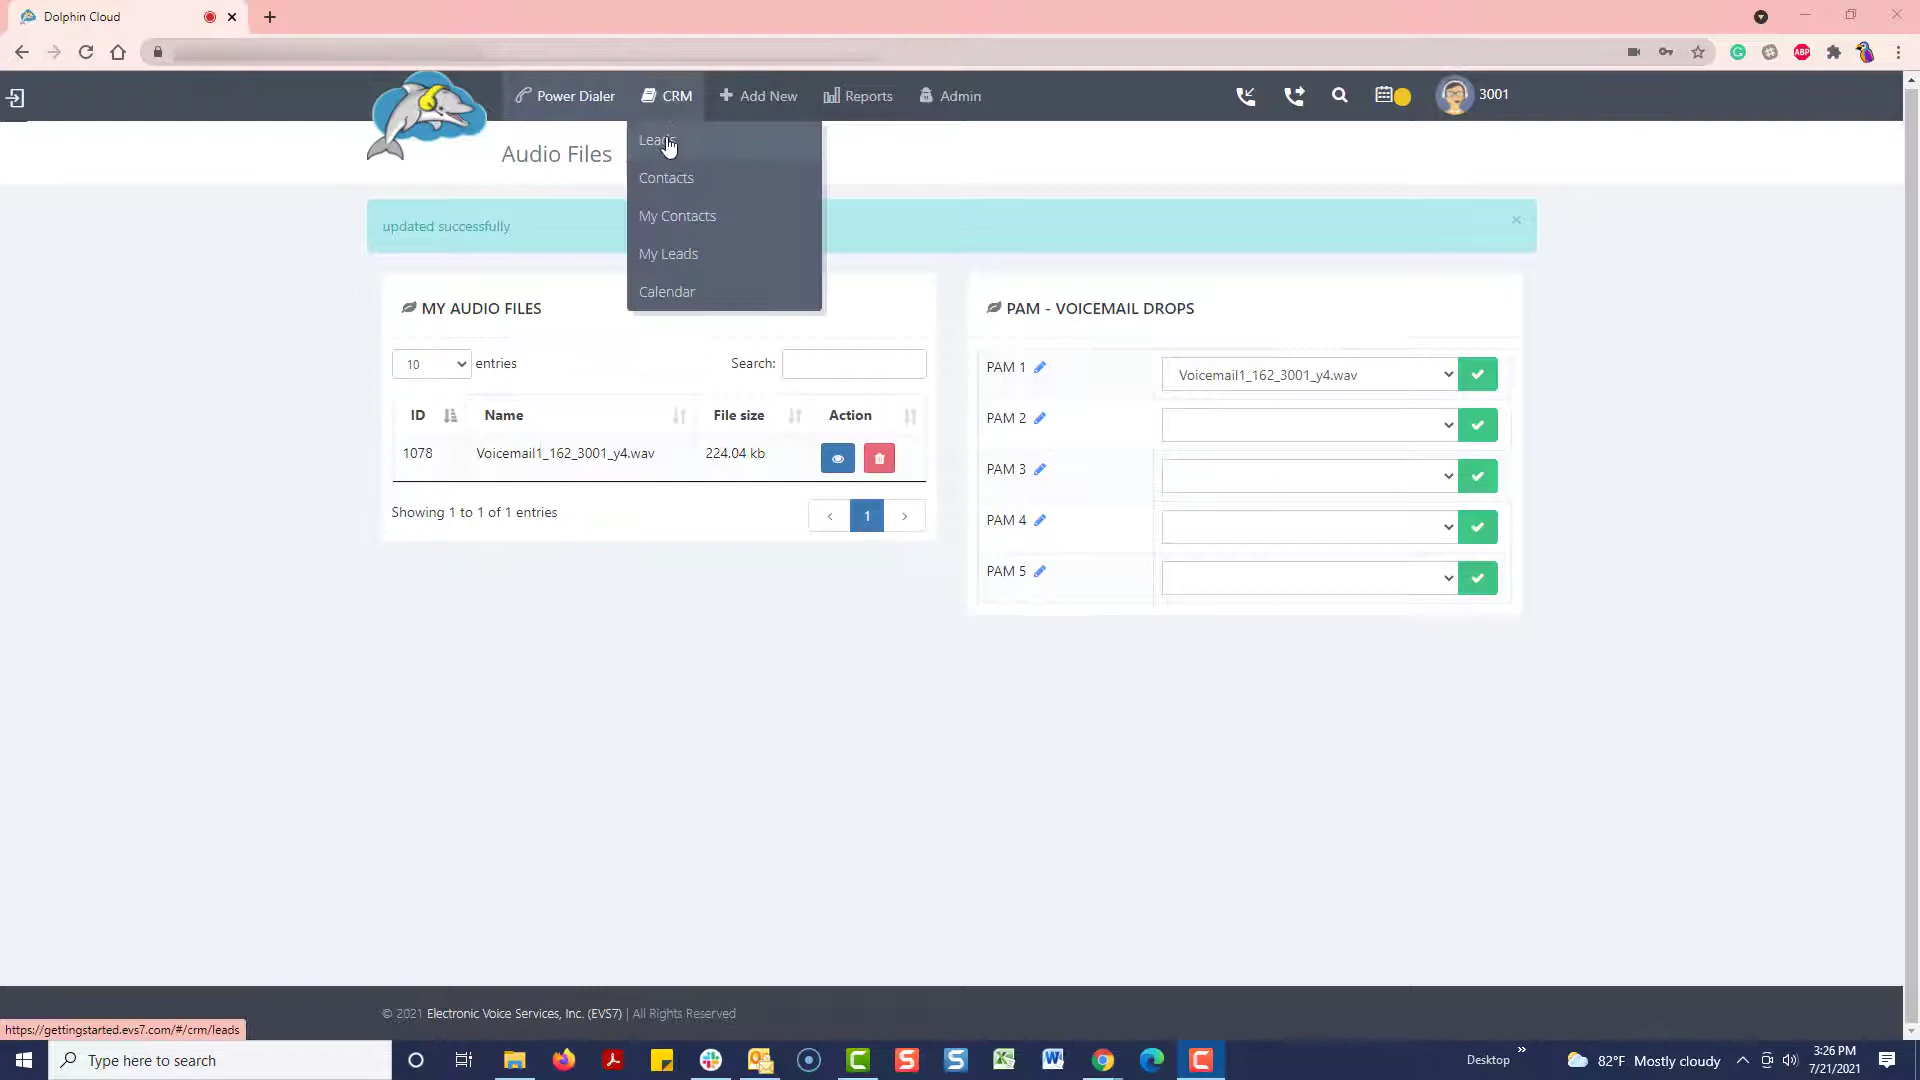 Dolphin Cloud
ABP
Power Dialer
CRM
Add New
Reports
Admin
3001
Leads
Contacts
My Contacts
My Leads
Calendar
Audio Files
updated successfully
×
MY AUDIO FILES
10 entries
Search:
ID Name File size Action
1078 Voicemail1_162_3001_y4.wav 224.04 kb
Showing 1 to 1 of 1 entries
< 1 >
PAM - VOICEMAIL DROPS
PAM 1 Voicemail1_162_3001_y4.wav
PAM 2
PAM 3
PAM 4
PAM 5
© 2021 Electronic Voice Services, Inc. (EVS7) | All Rights Reserved
https://gettingstarted.evs7.com/#/crm/leads
Type here to search
Desktop
82°F Mostly cloudy
3:26 PM
7/21/2021